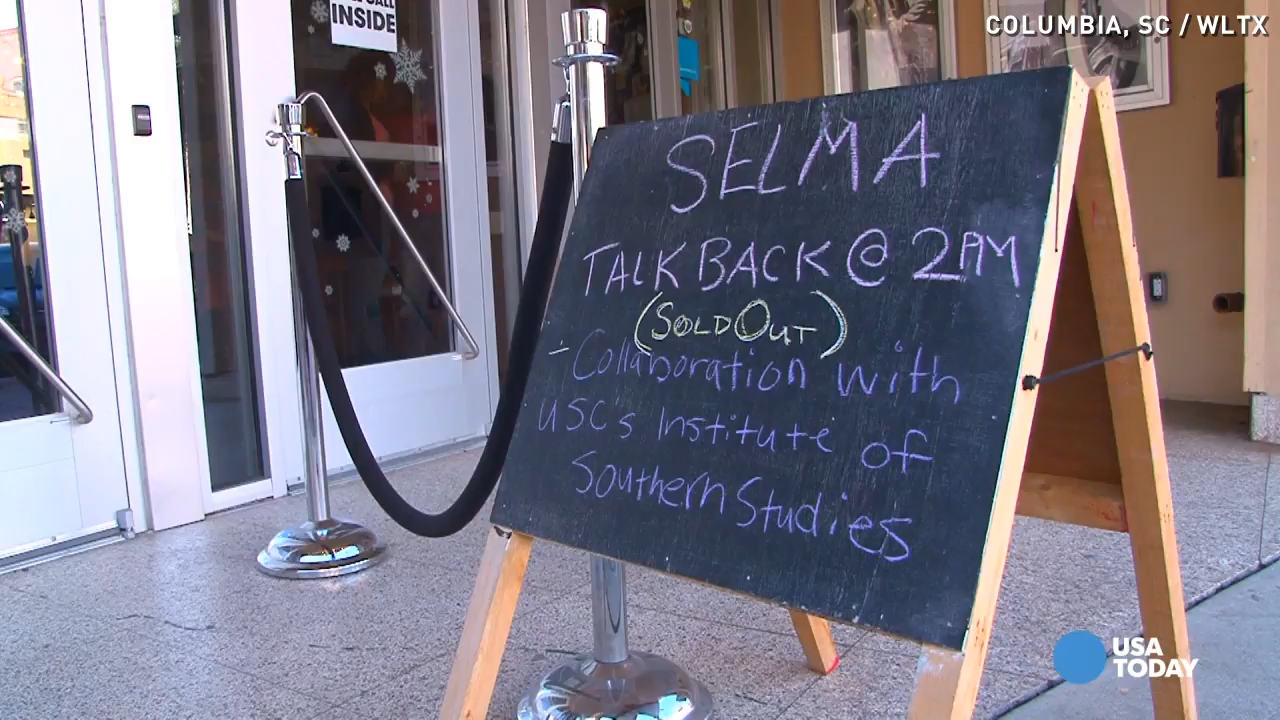 COLUMBIA, SC / WLTX
INSIDE
SELMA
TALK BACK @ 2PM
(SOLD OUT)
- Collaboration with
USC's Institute of
Southern Studies
USA
TODAY